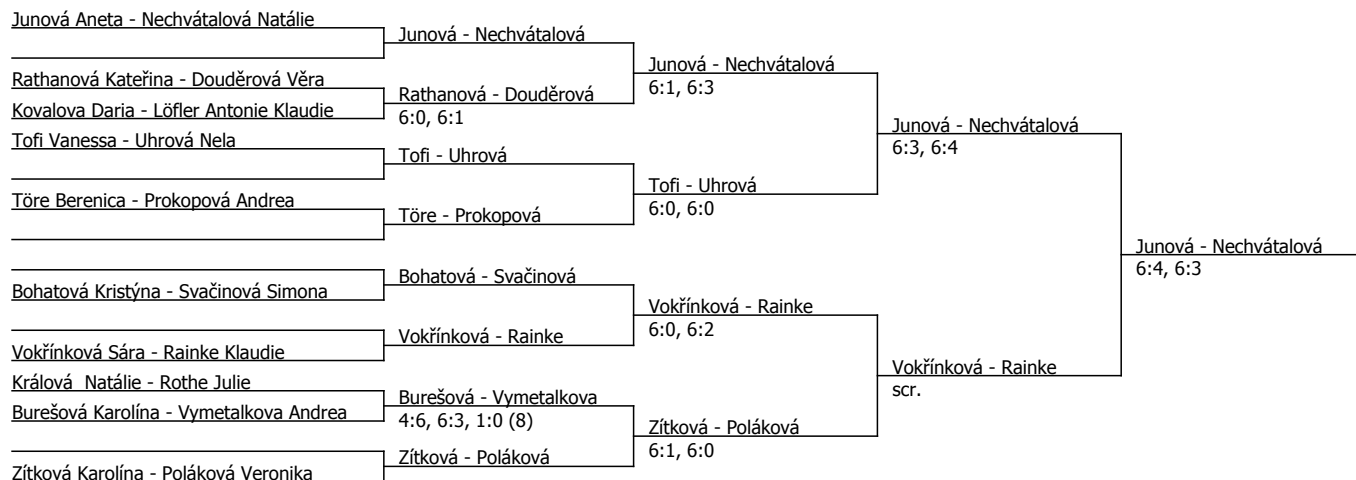 Junová Aneta - Nechvátalová Natálie
Junová - Nechvátalová
Junová - Nechvátalová
6:1, 6:3
Rathanová Kateřina - Douděrová Věra
Rathanová - Douděrová
6:0, 6:1
Kovalova Daria - Löfler Antonie Klaudie
Junová - Nechvátalová
6:3, 6:4
Tofi Vanessa - Uhrová Nela
Tofi - Uhrová
Tofi - Uhrová
6:0, 6:0
Töre Berenica - Prokopová Andrea
Töre - Prokopová
Junová - Nechvátalová
6:4, 6:3
Bohatová - Svačinová
Bohatová Kristýna - Svačinová Simona
Vokřínková - Rainke
6:0, 6:2
Vokřínková - Rainke
Vokřínková Sára - Rainke Klaudie
Vokřínková - Rainke
scr.
Králová  Natálie - Rothe Julie
Burešová - Vymetalkova
4:6, 6:3, 1:0 (8)
Burešová Karolína - Vymetalkova Andrea
Zítková - Poláková
6:1, 6:0
Zítková - Poláková
Zítková Karolína - Poláková Veronika